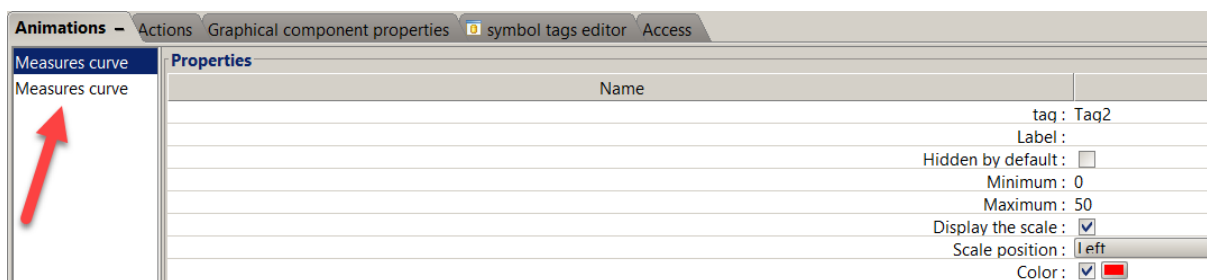 Animations – Actions Graphical component properties symbol tags editor Access
Measures curve Properties
Measures curve Name
tag : Tag2
Label :
Hidden by default :
Minimum : 0
Maximum : 50
Display the scale :
Scale position : Left
Color :